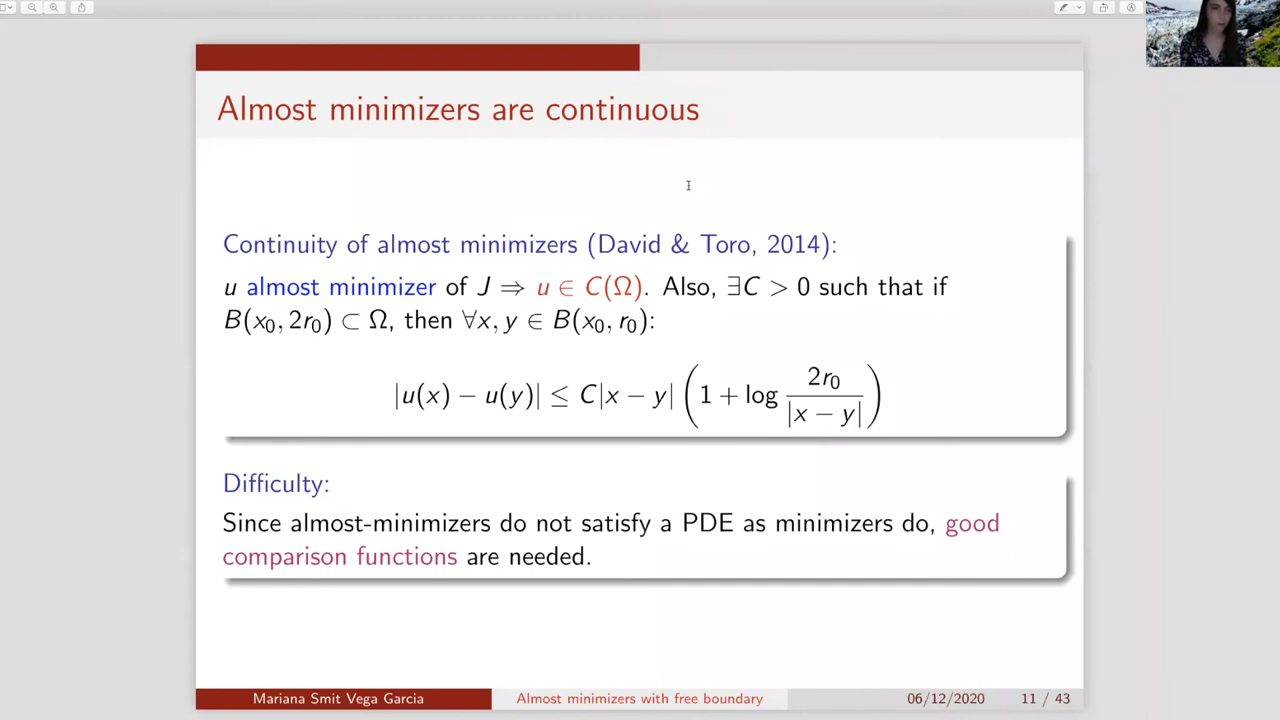 Almost minimizers are continuous
Continuity of almost minimizers (David & Toro, 2014):
u almost minimizer of J ⇒ u ∈ C(Ω). Also, ∃C > 0 such that if
B(x₀, 2r₀) ⊂ Ω, then ∀x, y ∈ B(x₀, r₀):
|u(x) − u(y)| ≤ C|x − y| (1 + log 2r₀/|x − y|)
Difficulty:
Since almost-minimizers do not satisfy a PDE as minimizers do, good
comparison functions are needed.
Mariana Smit Vega Garcia Almost minimizers with free boundary 06/12/2020 11 / 43